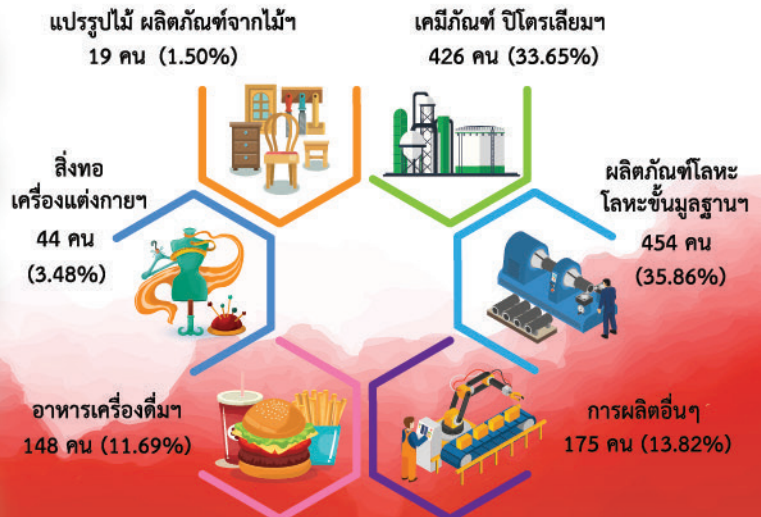 แปรรูปไม้ ผลิตภัณฑ์จากไม้ฯ
19 คน (1.50%)
เคมีภัณฑ์ ปิโตรเลียมฯ
426 คน (33.65%)
สิ่งทอ
เครื่องแต่งกายฯ
44 คน
(3.48%)
ผลิตภัณฑ์โลหะ
โลหะขั้นมูลฐานฯ
454 คน
(35.86%)
อาหารเครื่องดื่มฯ
148 คน (11.69%)
การผลิตอื่นๆ
175 คน (13.82%)